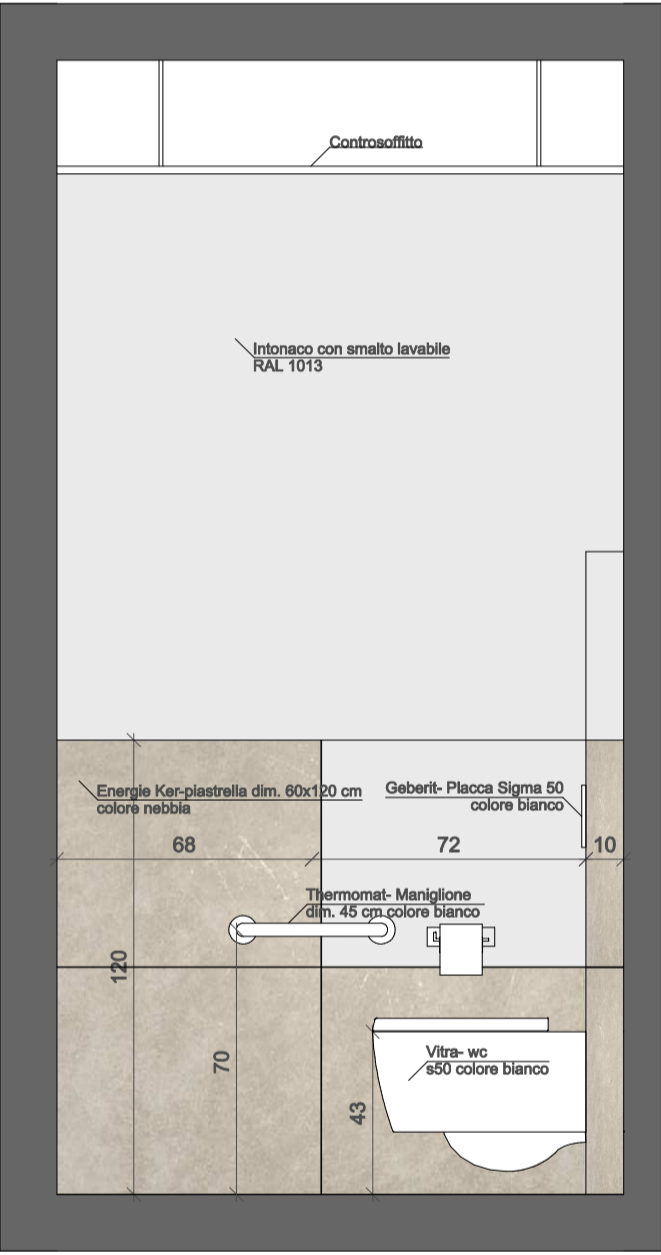 Controsoffitto
Intonaco con smalto lavabile
RAL 1013
Energie Ker-piastrella dim. 60x120 cm
colore nebbia
Geberit- Placca Sigma 50
colore bianco
68
72
10
Thermomat- Maniglione
dim. 45 cm colore bianco
120
70
Vitra- wc
s50 colore bianco
43